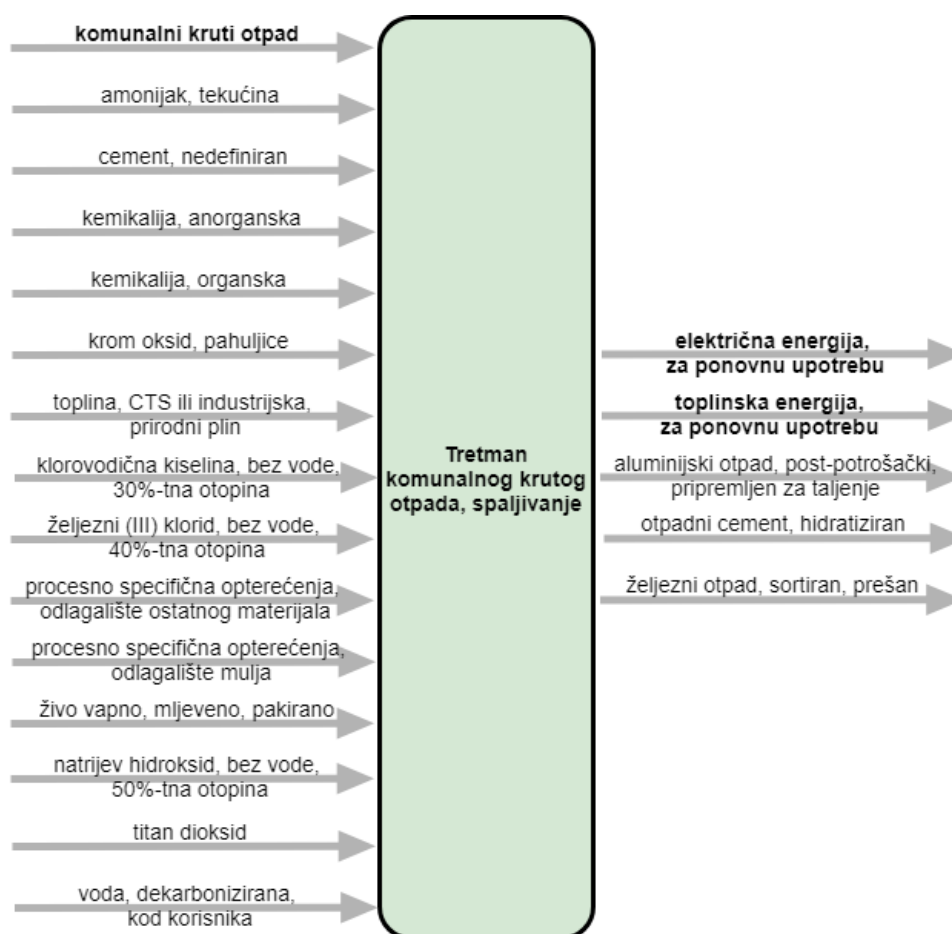 komunalni kruti otpad
amonijak, tekućina
cement, nedefiniran
kemikalija, anorganska
kemikalija, organska
krom oksid, pahuljice
toplina, CTS ili industrijska,
prirodni plin
klorovodična kiselina, bez vode,
30%-tna otopina
željezni (III) klorid, bez vode,
40%-tna otopina
procesno specifična opterećenja,
odlagalište ostatnog materijala
procesno specifična opterećenja,
odlagalište mulja
živo vapno, mljeveno, pakirano
natrijev hidroksid, bez vode,
50%-tna otopina
titan dioksid
voda, dekarbonizirana,
kod korisnika
Tretman
komunalnog krutog
otpada, spaljivanje
električna energija,
za ponovnu upotrebu
toplinska energija,
za ponovnu upotrebu
aluminijski otpad, post-potrošački,
pripremljen za taljenje
otpadni cement, hidratiziran
željezni otpad, sortiran, prešan